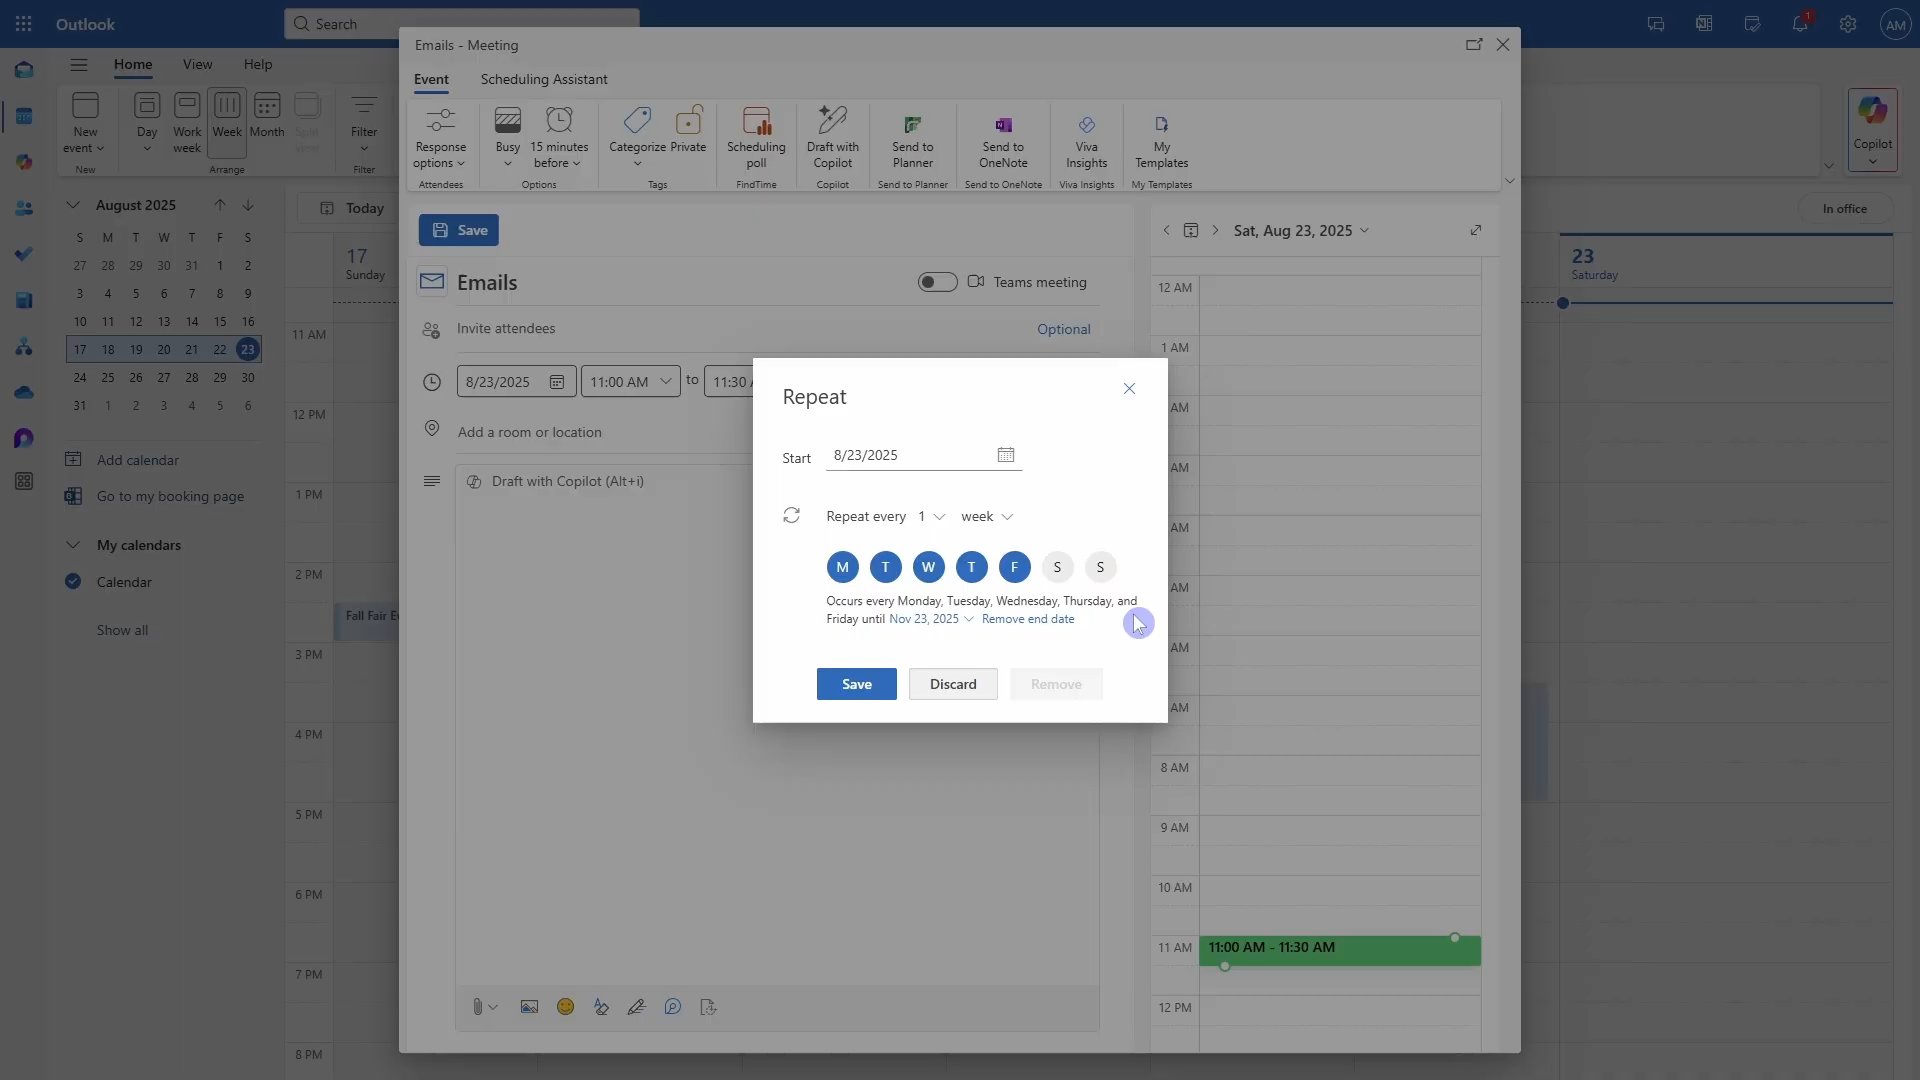 Outlook
Search
1
AM
Home
View
Help
New event
Day
Work week
Week
Month
Split view
Filter
New
Arrange
Filter
Copilot
August 2025
S M T W T F S
27 28 29 30 31 1 2
3 4 5 6 7 8 9
10 11 12 13 14 15 16
17 18 19 20 21 22 23
24 25 26 27 28 29 30
31 1 2 3 4 5 6
Add calendar
Go to my booking page
My calendars
Calendar
Show all
Today
In office
17
Sunday
23
Saturday
11 AM
12 PM
1 PM
2 PM
Fall Fair Ev
3 PM
4 PM
5 PM
6 PM
7 PM
8 PM
Emails - Meeting
Event
Scheduling Assistant
Response options
Busy
15 minutes before
Categorize
Private
Scheduling poll
Draft with Copilot
Send to Planner
Send to OneNote
Viva Insights
My Templates
Attendees
Options
Tags
FindTime
Copilot
Send to Planner
Send to OneNote
Viva Insights
My Templates
Save
Sat, Aug 23, 2025
Emails
Teams meeting
Invite attendees
Optional
8/23/2025
11:00 AM
to
11:30
Add a room or location
Draft with Copilot (Alt+i)
12 AM
1 AM
AM
AM
AM
AM
AM
AM
8 AM
9 AM
10 AM
11 AM
11:00 AM - 11:30 AM
12 PM
Repeat
Start
8/23/2025
Repeat every 1 week
M T W T F S S
Occurs every Monday, Tuesday, Wednesday, Thursday, and
Friday until Nov 23, 2025 Remove end date
Save
Discard
Remove